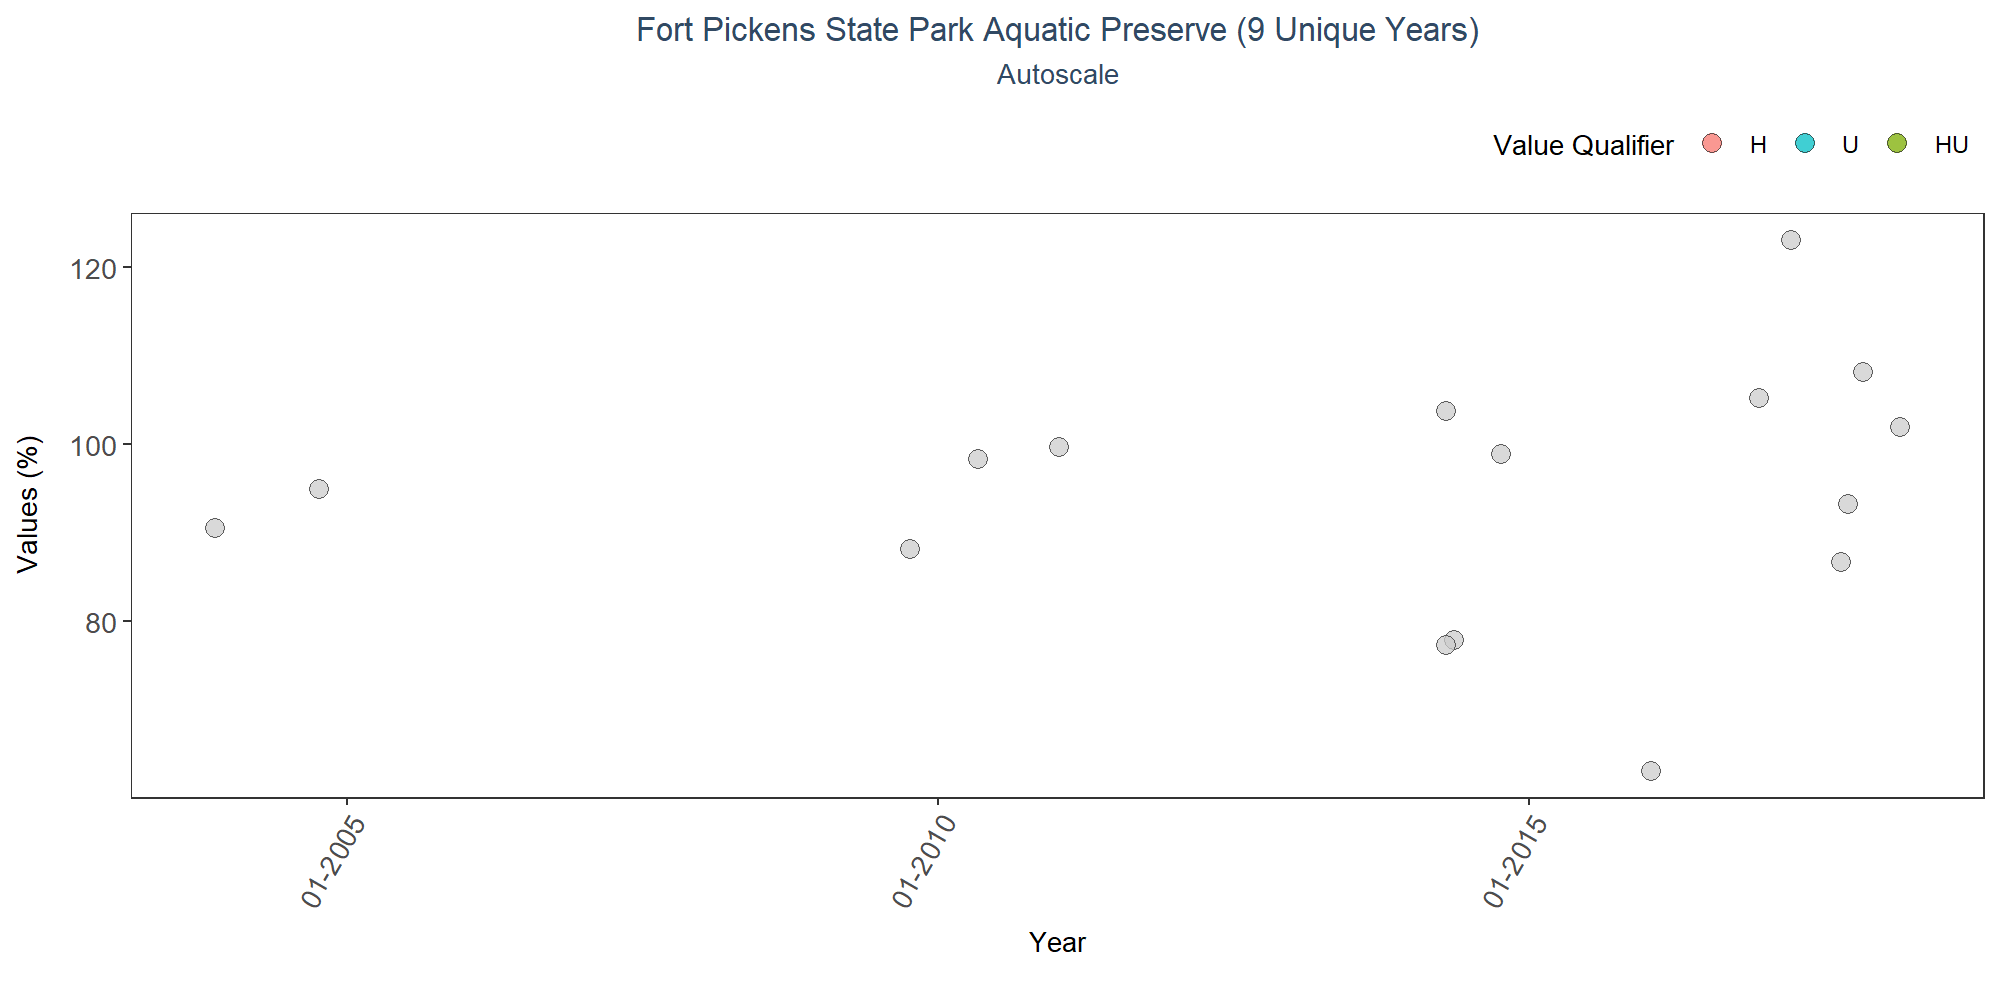 Fort Pickens State Park Aquatic Preserve (9 Unique Years)
Autoscale
Value Qualifier H U HU
Values (%)
120
100
80
01-2005 01-2010 01-2015
Year